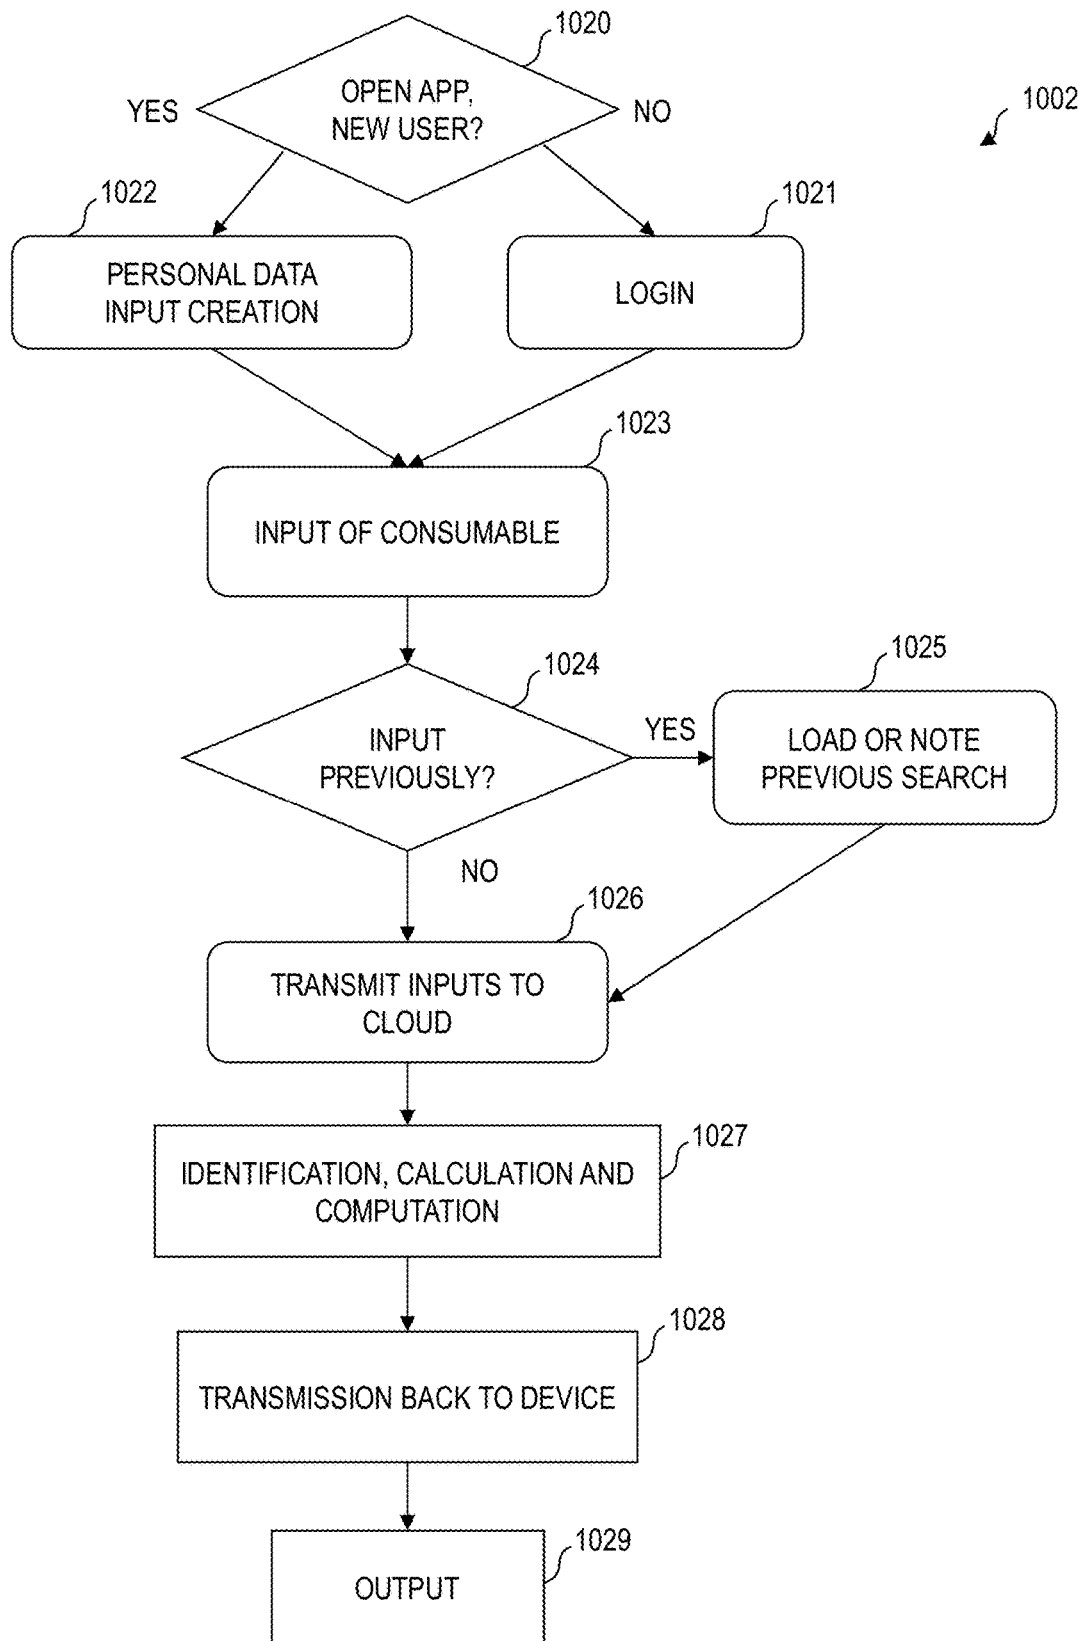 1020
OPEN APP,
NEW USER?
YES
NO
1002
1022
1021
PERSONAL DATA
INPUT CREATION
LOGIN
1023
INPUT OF CONSUMABLE
1024
1025
INPUT
PREVIOUSLY?
YES
LOAD OR NOTE
PREVIOUS SEARCH
NO
1026
TRANSMIT INPUTS TO
CLOUD
1027
IDENTIFICATION, CALCULATION AND
COMPUTATION
1028
TRANSMISSION BACK TO DEVICE
1029
OUTPUT